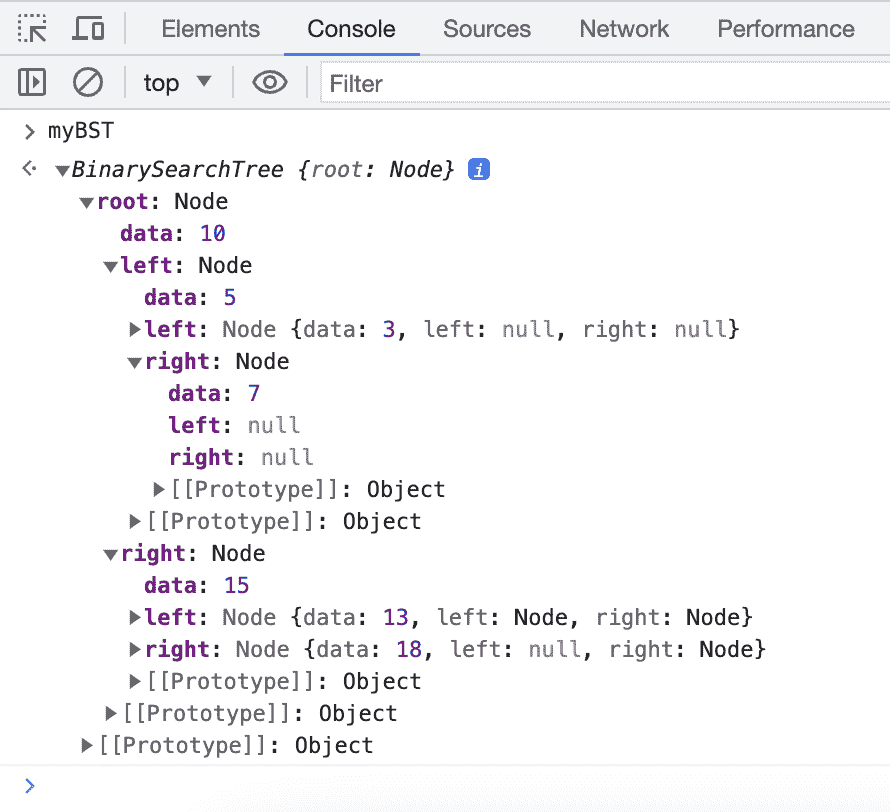 Elements Console Sources Network Performance
top Filter
myBST
BinarySearchTree {root: Node} i
root: Node
data: 10
left: Node
data: 5
left: Node {data: 3, left: null, right: null}
right: Node
data: 7
left: null
right: null
[[Prototype]]: Object
[[Prototype]]: Object
right: Node
data: 15
left: Node {data: 13, left: Node, right: Node}
right: Node {data: 18, left: null, right: Node}
[[Prototype]]: Object
[[Prototype]]: Object
[[Prototype]]: Object